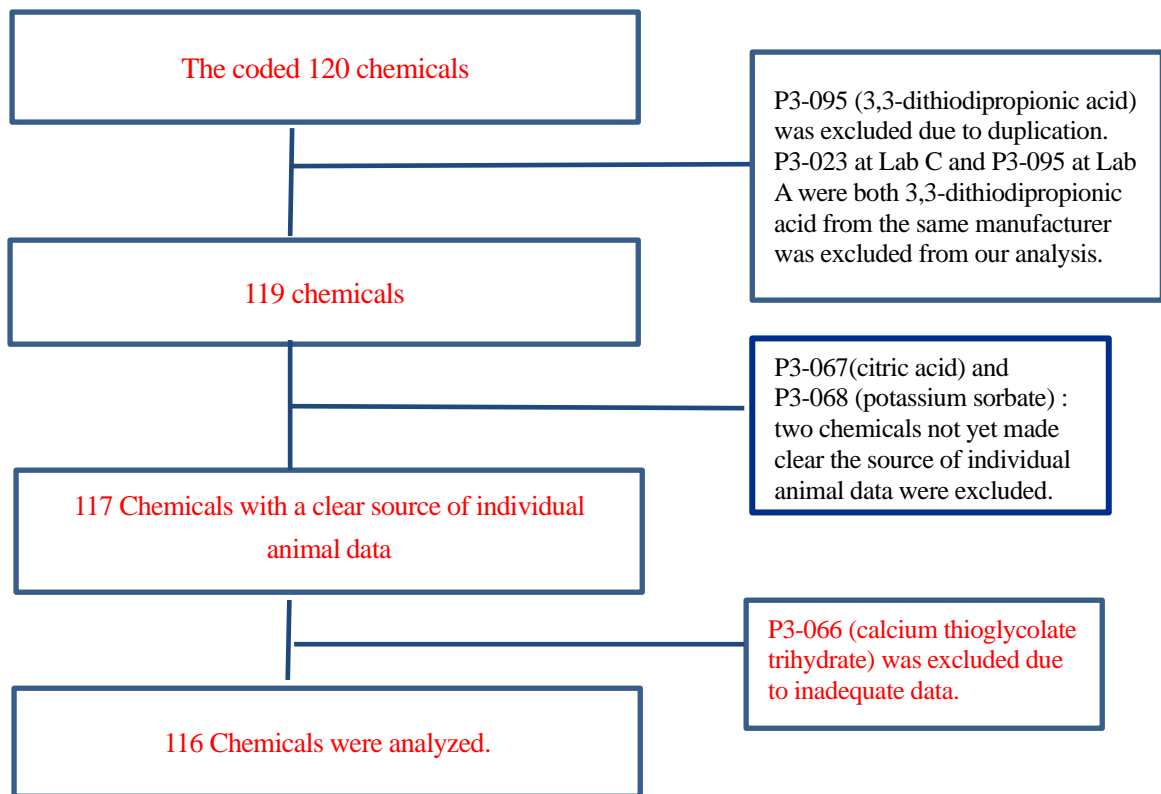 The coded 120 chemicals
P3-095 (3,3-dithiodipropionic acid)
was excluded due to duplication.
P3-023 at Lab C and P3-095 at Lab
A were both 3,3-dithiodipropionic
acid from the same manufacturer
was excluded from our analysis.
119 chemicals
P3-067(citric acid) and
P3-068 (potassium sorbate) :
two chemicals not yet made
clear the source of individual
animal data were excluded.
117 Chemicals with a clear source of individual
animal data
P3-066 (calcium thioglycolate
trihydrate) was excluded due
to inadequate data.
116 Chemicals were analyzed.